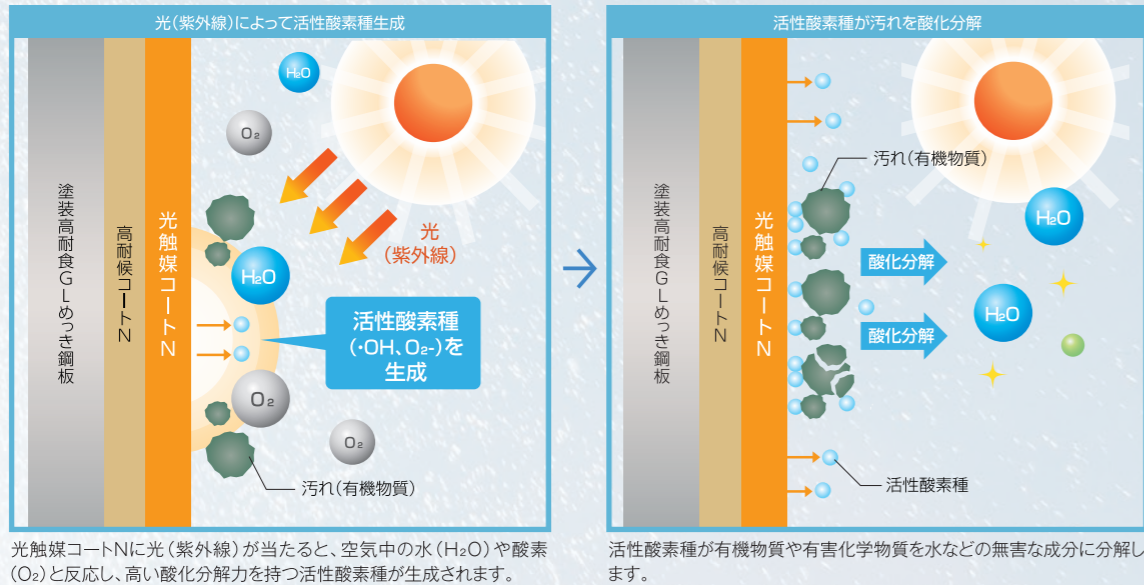 光(紫外線)によって活性酸素種生成
H₂O
O₂
塗装高耐食GLめっき鋼板
高耐候コートN
光触媒コートN
光
(紫外線)
H₂O
活性酸素種
(・OH、O₂-)を
生成
O₂
O₂
汚れ(有機物質)
光触媒コートNに光(紫外線)が当たると、空気中の水(H₂O)や酸素
(O₂)と反応し、高い酸化分解力を持つ活性酸素種が生成されます。
活性酸素種が汚れを酸化分解
汚れ(有機物質)
塗装高耐食GLめっき鋼板
高耐候コートN
光触媒コートN
H₂O
酸化分解
H₂O
酸化分解
活性酸素種
活性酸素種が有機物質や有害化学物質を水などの無害な成分に分解し
ます。